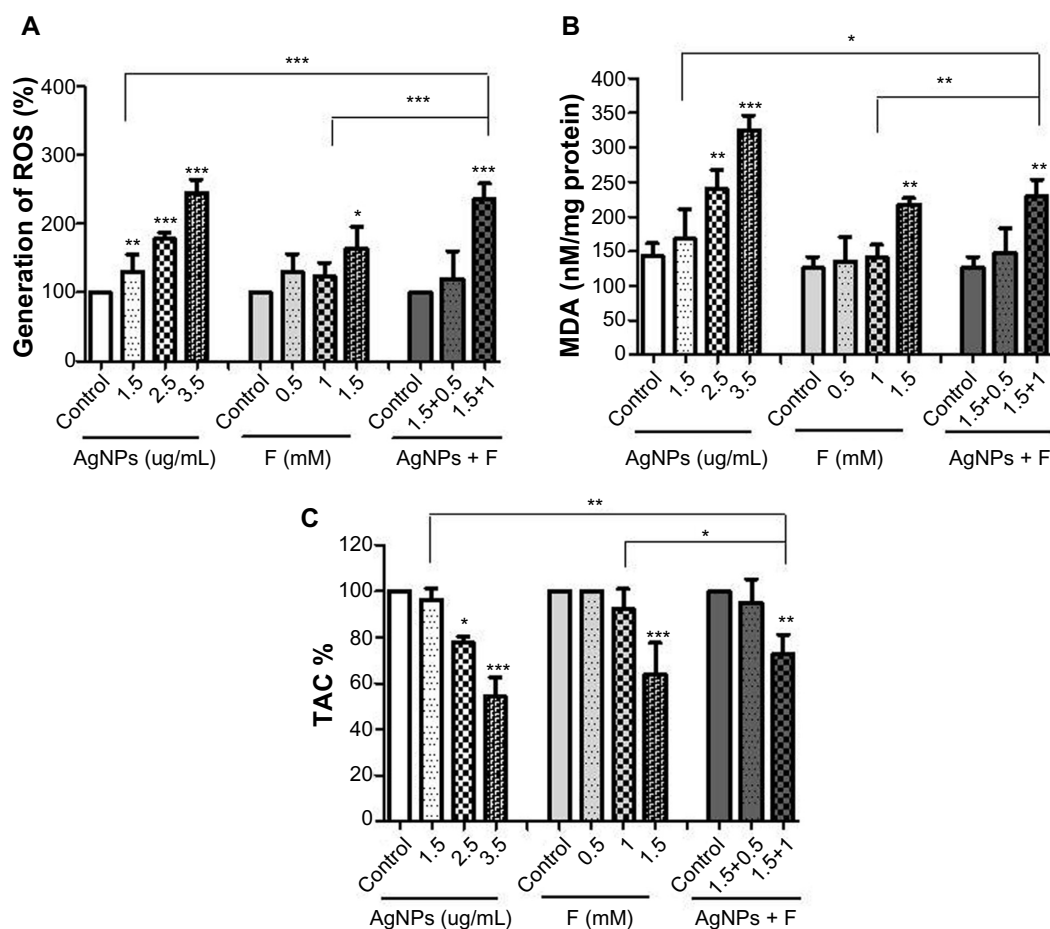 A
Generation of ROS (%)
400
300
200
100
0
***
***
**
***
***
*
***
Control
1.5
2.5
3.5
Control
0.5
1
1.5
Control
1.5+0.5
1.5+1
AgNPs (ug/mL)
F (mM)
AgNPs + F
B
MDA (nM/mg protein)
400
350
300
250
200
150
100
50
0
*
**
**
***
**
**
Control
1.5
2.5
3.5
Control
0.5
1
1.5
Control
1.5+0.5
1.5+1
AgNPs (ug/mL)
F (mM)
AgNPs + F
C
TAC %
120
100
80
60
40
20
0
**
*
*
***
***
**
Control
1.5
2.5
3.5
Control
0.5
1
1.5
Control
1.5+0.5
1.5+1
AgNPs (ug/mL)
F (mM)
AgNPs + F